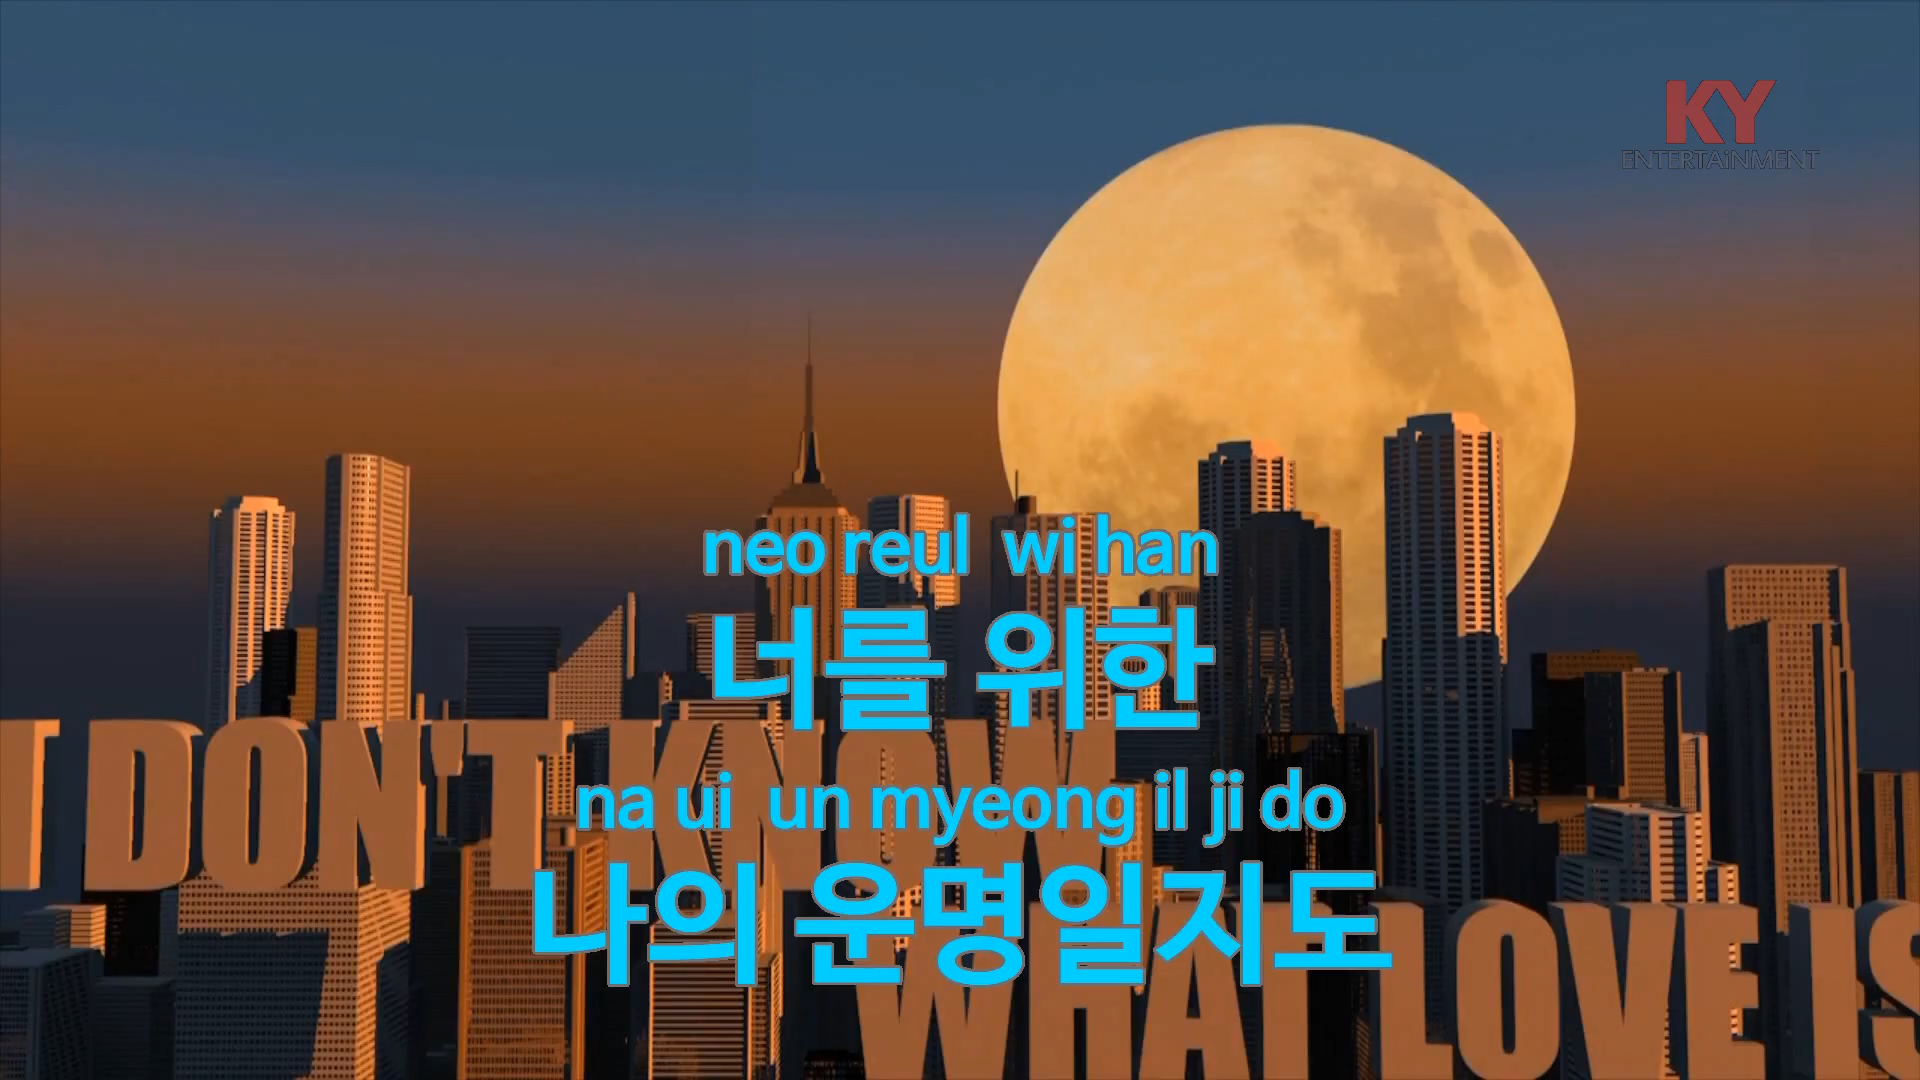 KY
ENTERTAiNMENT
neo reul wi han
너를 위한
I DON'T KNOW
na ui un myeong il ji do
나의 운명일지도
WHAT LOVE IS